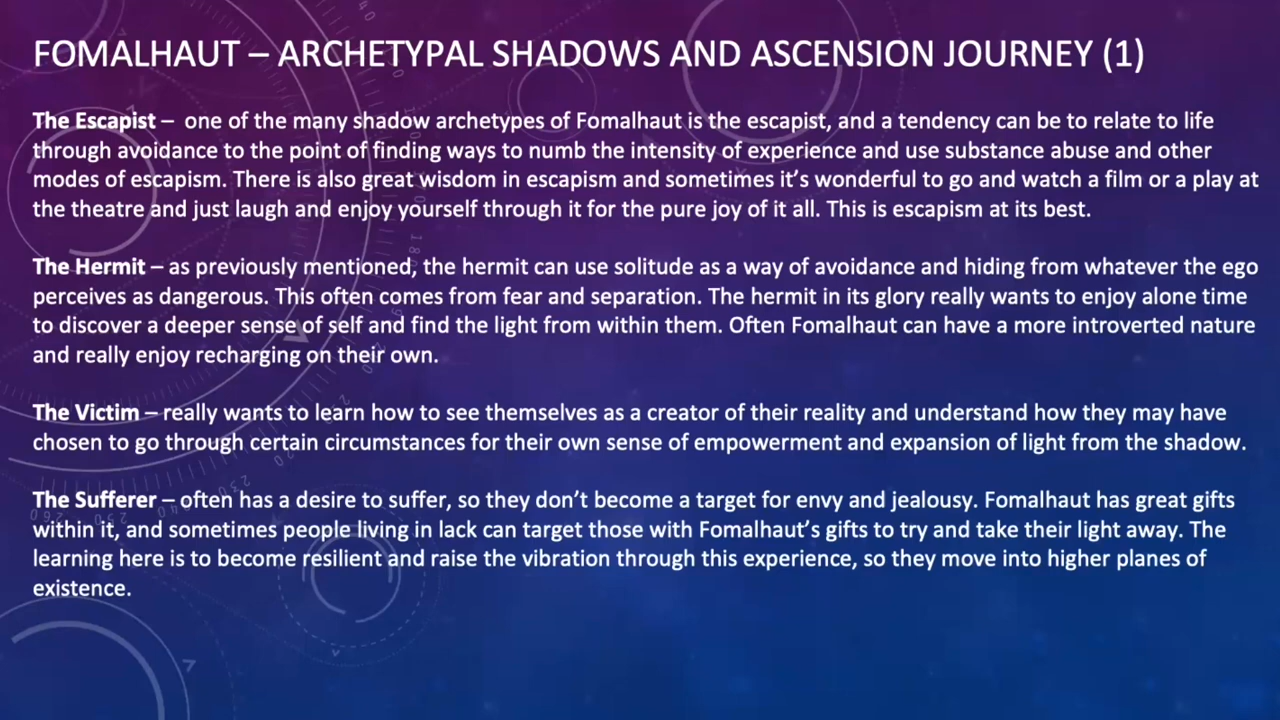 FOMALHAUT – ARCHETYPAL SHADOWS AND ASCENSION JOURNEY (1)
The Escapist – one of the many shadow archetypes of Fomalhaut is the escapist, and a tendency can be to relate to life
through avoidance to the point of finding ways to numb the intensity of experience and use substance abuse and other
modes of escapism. There is also great wisdom in escapism and sometimes it’s wonderful to go and watch a film or a play at
the theatre and just laugh and enjoy yourself through it for the pure joy of it all. This is escapism at its best.
The Hermit – as previously mentioned, the hermit can use solitude as a way of avoidance and hiding from whatever the ego
perceives as dangerous. This often comes from fear and separation. The hermit in its glory really wants to enjoy alone time
to discover a deeper sense of self and find the light from within them. Often Fomalhaut can have a more introverted nature
and really enjoy recharging on their own.
The Victim – really wants to learn how to see themselves as a creator of their reality and understand how they may have
chosen to go through certain circumstances for their own sense of empowerment and expansion of light from the shadow.
The Sufferer – often has a desire to suffer, so they don’t become a target for envy and jealousy. Fomalhaut has great gifts
within it, and sometimes people living in lack can target those with Fomalhaut’s gifts to try and take their light away. The
learning here is to become resilient and raise the vibration through this experience, so they move into higher planes of
existence.